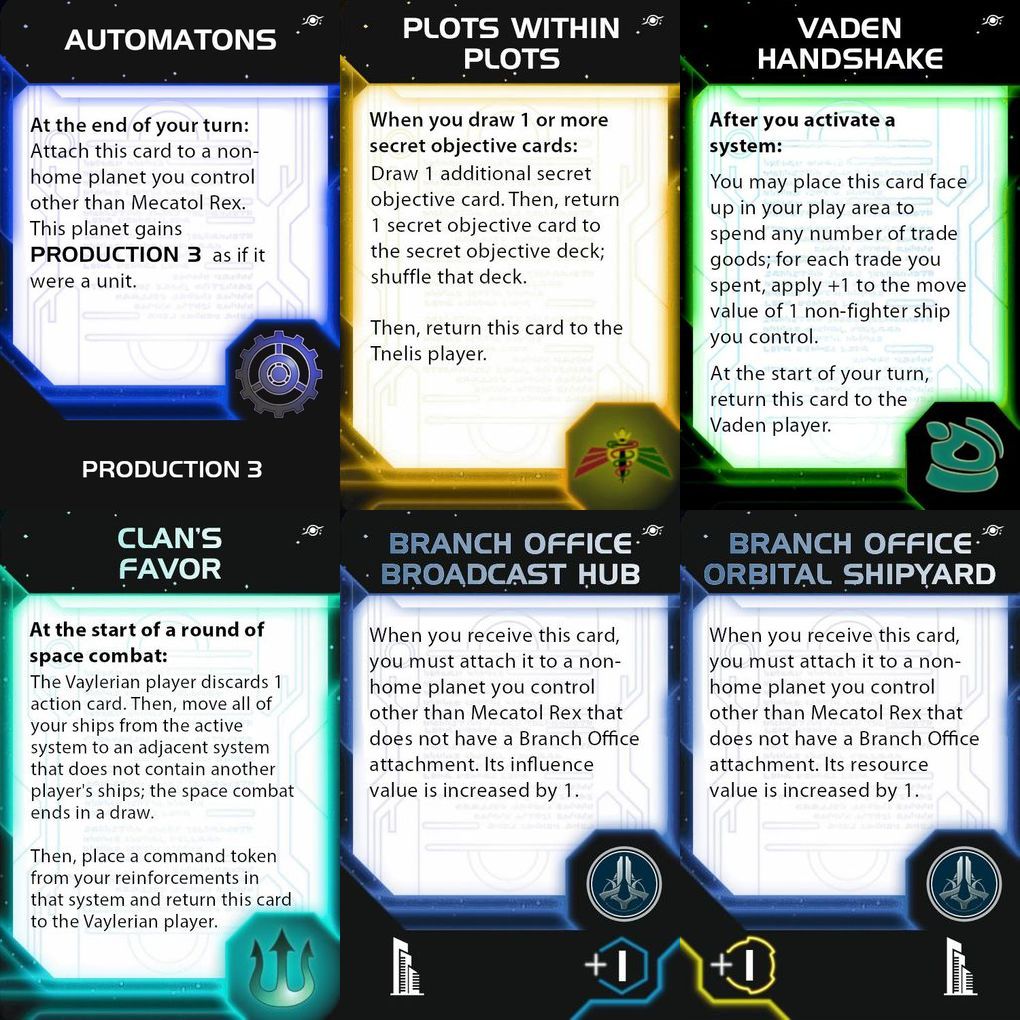 AUTOMATONS
At the end of your turn:
Attach this card to a non-
home planet you control
other than Mecatol Rex.
This planet gains
PRODUCTION 3 as if it
were a unit.
PRODUCTION 3
PLOTS WITHIN
PLOTS
When you draw 1 or more
secret objective cards:
Draw 1 additional secret
objective card. Then, return
1 secret objective card to
the secret objective deck;
shuffle that deck.
Then, return this card to the
Tnelis player.
VADEN
HANDSHAKE
After you activate a
system:
You may place this card face
up in your play area to
spend any number of trade
goods; for each trade you
spent, apply +1 to the move
value of 1 non-fighter ship
you control.
At the start of your turn,
return this card to the
Vaden player.
CLAN'S
FAVOR
At the start of a round of
space combat:
The Vaylerian player discards 1
action card. Then, move all of
your ships from the active
system to an adjacent system
that does not contain another
player's ships; the space combat
ends in a draw.
Then, place a command token
from your reinforcements in
that system and return this card
to the Vaylerian player.
BRANCH OFFICE
BROADCAST HUB
When you receive this card,
you must attach it to a non-
home planet you control
other than Mecatol Rex that
does not have a Branch Office
attachment. Its influence
value is increased by 1.
+1
BRANCH OFFICE
ORBITAL SHIPYARD
When you receive this card,
you must attach it to a non-
home planet you control
other than Mecatol Rex that
does not have a Branch Office
attachment. Its resource
value is increased by 1.
+1